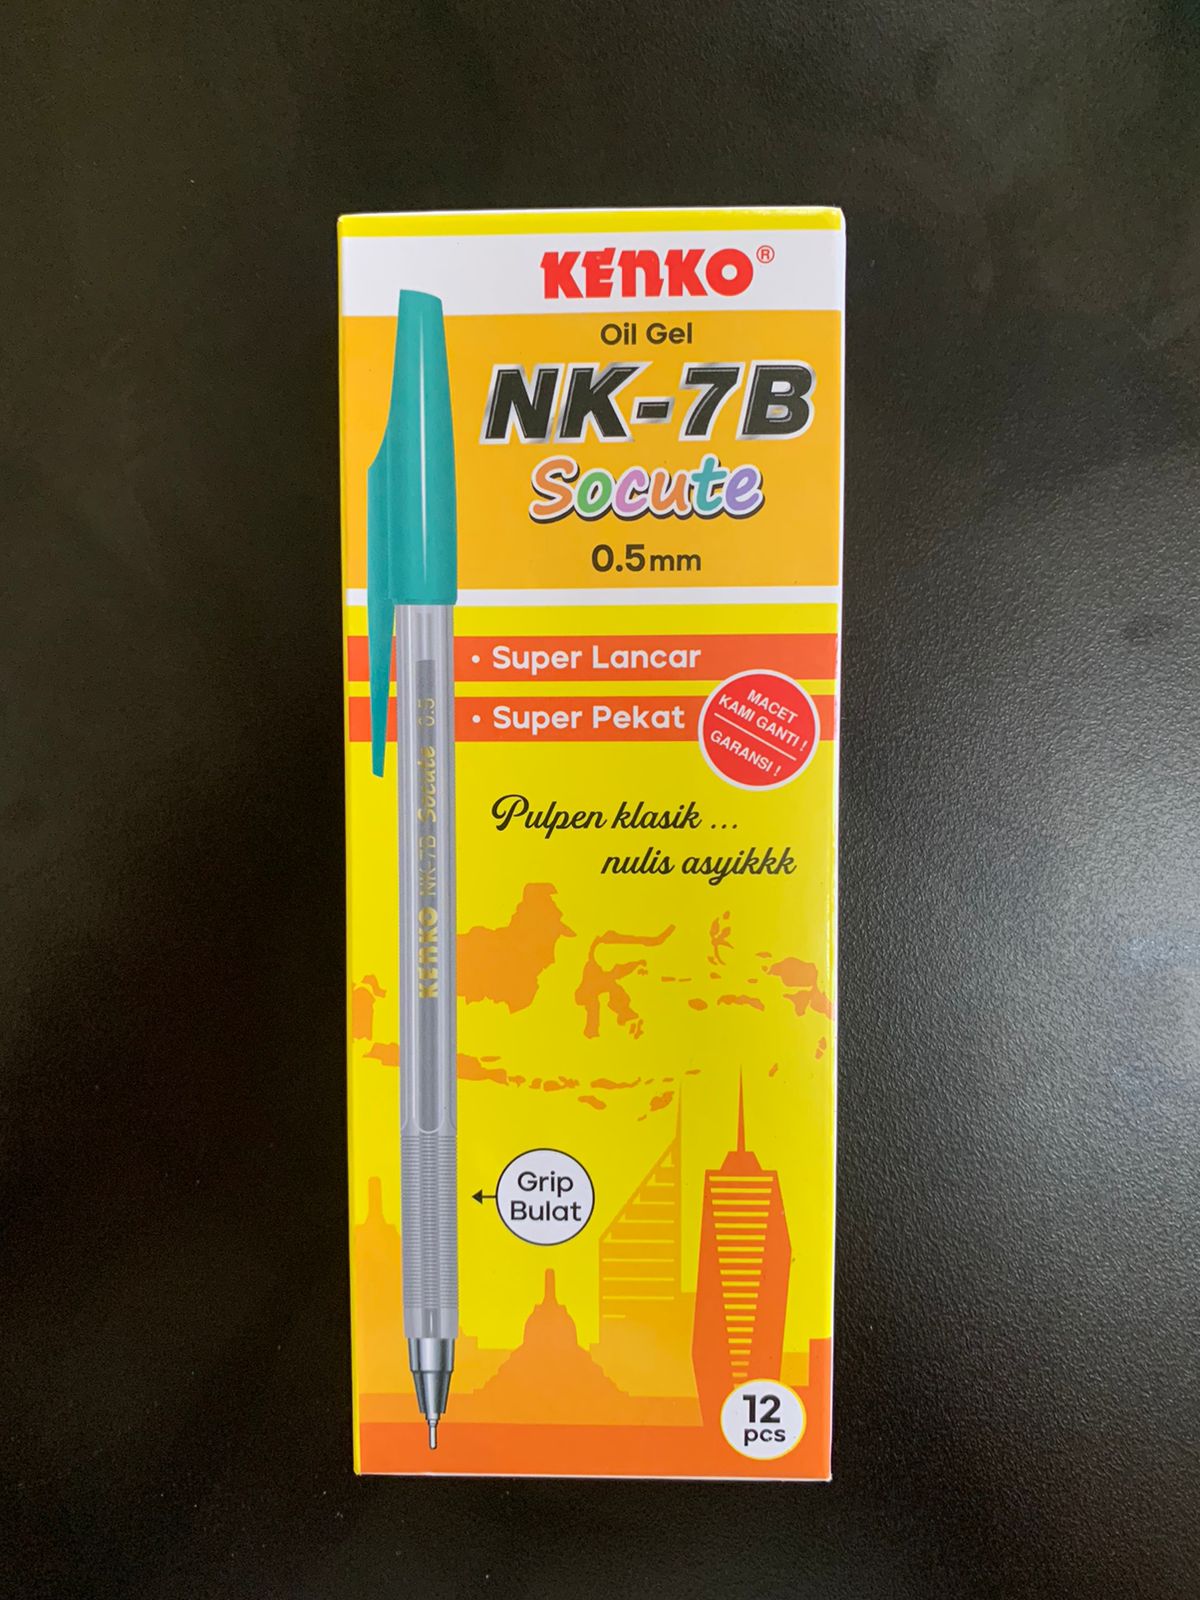 KENKO®
Oil Gel
NK-7B
Socute
0.5mm
• Super Lancar
• Super Pekat
MACET
KAMI GANTI !
GARANSI !
Pulpen klasik ...
nulis asyikkk
KENKO NK-7B Socute 0.5
Grip
Bulat
12
pcs